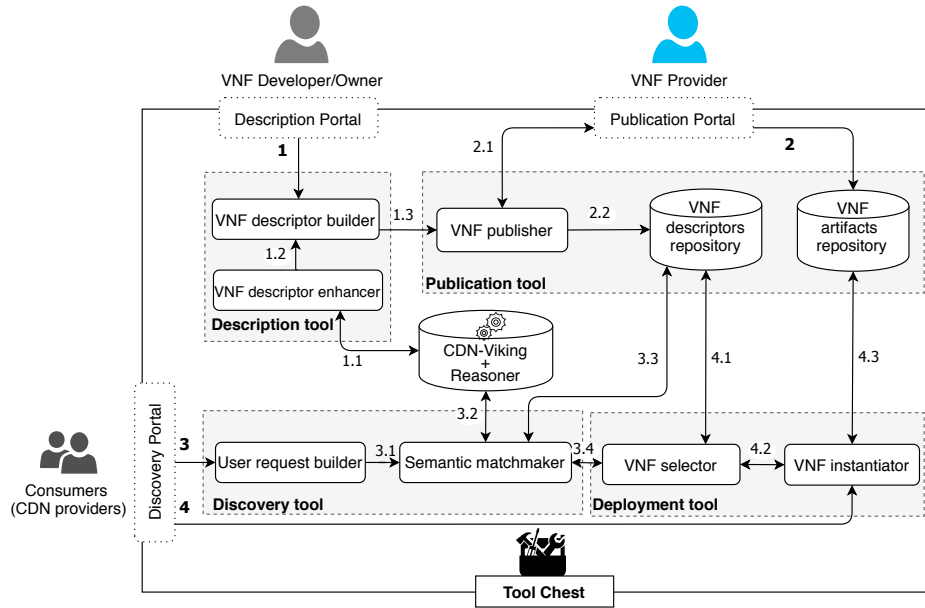 VNF Developer/Owner
VNF Provider
Description Portal
Publication Portal
1
2.1
2
VNF descriptor builder
1.3
VNF publisher
2.2
VNF
descriptors
repository
VNF
artifacts
repository
1.2
VNF descriptor enhancer
Description tool
Publication tool
1.1
CDN-Viking
+
Reasoner
3.3
4.1
4.3
3.2
Discovery Portal
Consumers
(CDN providers)
3
User request builder
3.1
Semantic matchmaker
3.4
VNF selector
4.2
VNF instantiator
4
Discovery tool
Deployment tool
Tool Chest